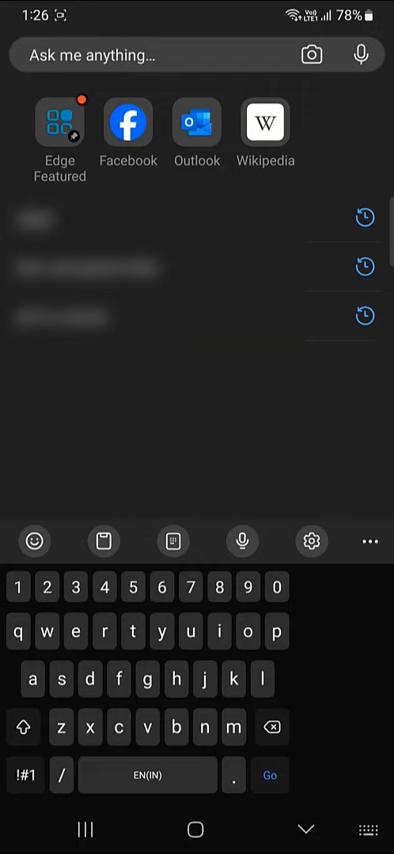 1:26 Vo) LTE1 78%
Ask me anything...
Edge Featured
Facebook
Outlook
Wikipedia
W
1 2 3 4 5 6 7 8 9 0
q w e r t y u i o p
a s d f g h j k l
z x c v b n m
!#1 / EN(IN) . Go